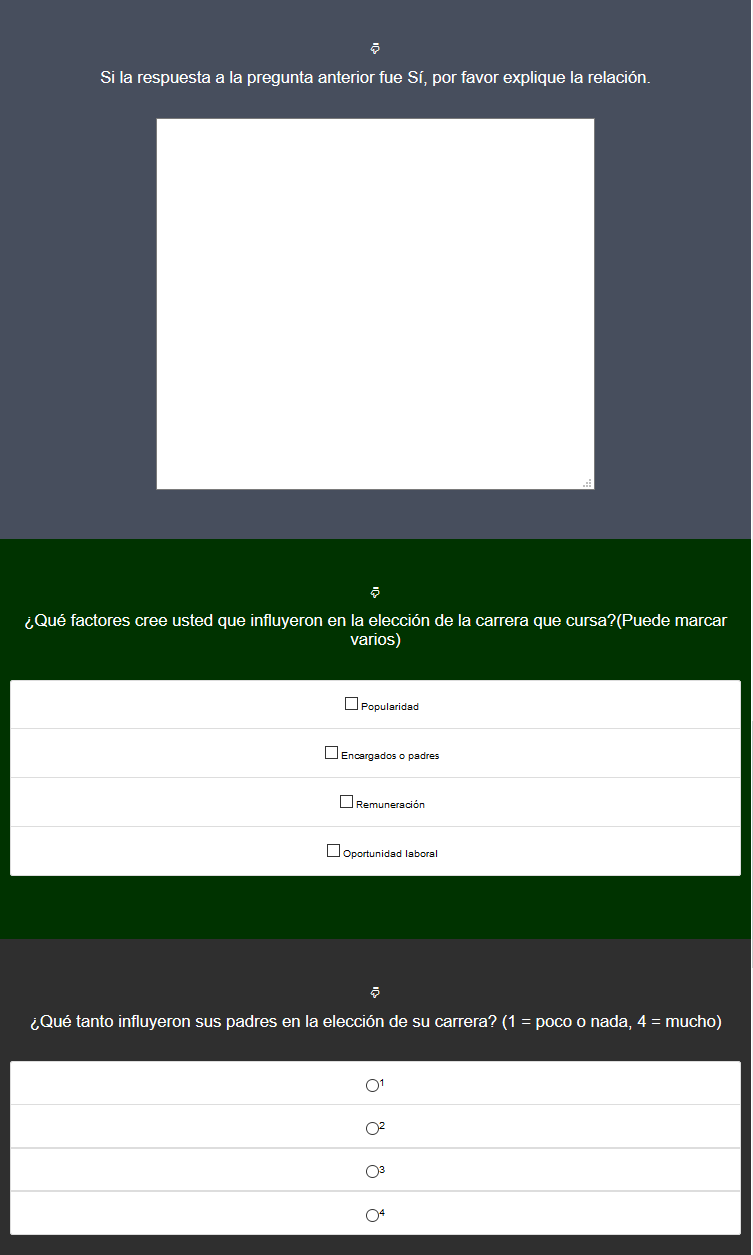 Si la respuesta a la pregunta anterior fue Sí, por favor explique la relación.
¿Qué factores cree usted que influyeron en la elección de la carrera que cursa?(Puede marcar
varios)
Popularidad
Encargados o padres
Remuneración
Oportunidad laboral
¿Qué tanto influyeron sus padres en la elección de su carrera? (1 = poco o nada, 4 = mucho)
1
2
3
4